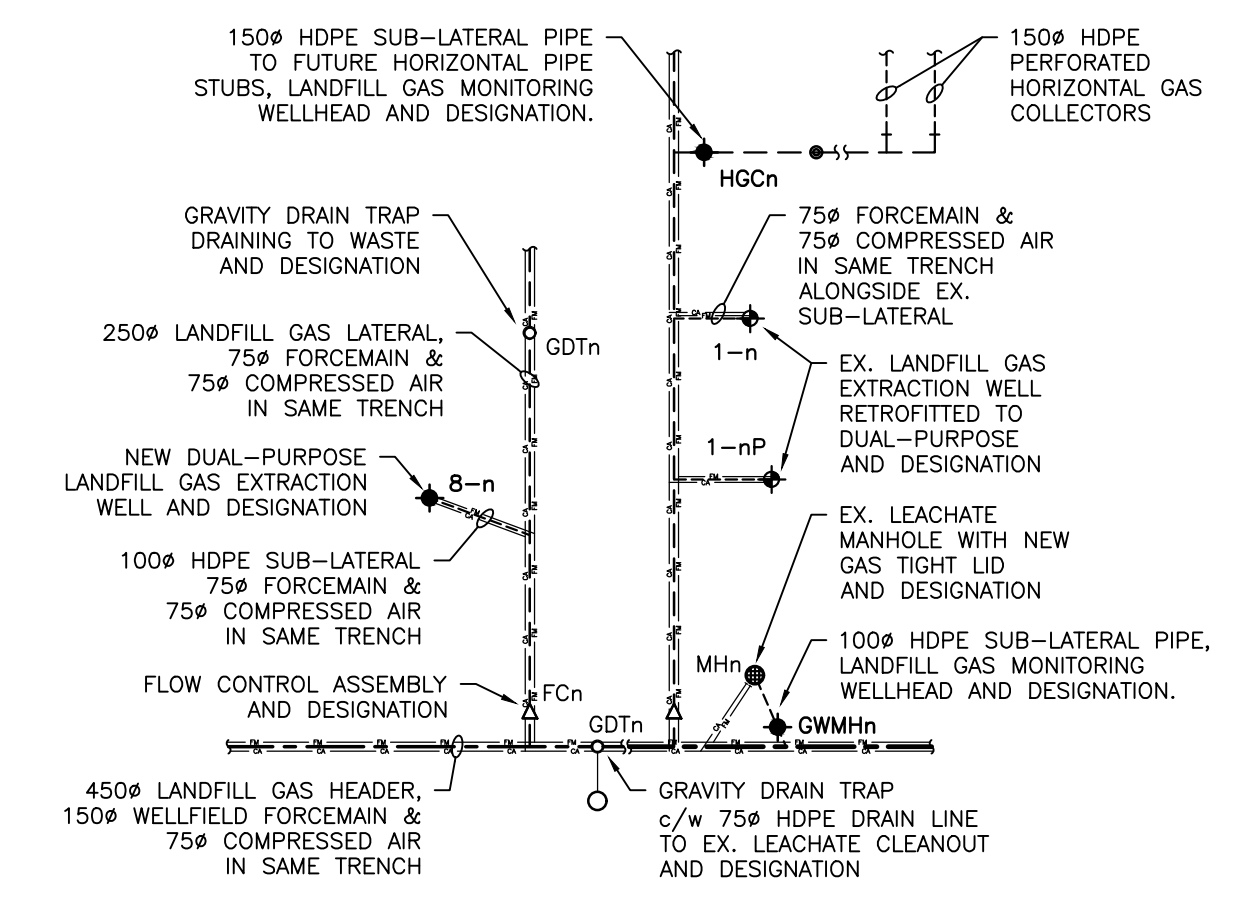 150ø HDPE SUB-LATERAL PIPE
TO FUTURE HORIZONTAL PIPE
STUBS, LANDFILL GAS MONITORING
WELLHEAD AND DESIGNATION.
150ø HDPE
PERFORATED
HORIZONTAL GAS
COLLECTORS
HGCn
GRAVITY DRAIN TRAP
DRAINING TO WASTE
AND DESIGNATION
75ø FORCEMAIN &
75ø COMPRESSED AIR
IN SAME TRENCH
ALONGSIDE EX.
SUB-LATERAL
250ø LANDFILL GAS LATERAL,
75ø FORCEMAIN &
75ø COMPRESSED AIR
IN SAME TRENCH
GDTn
1-n
EX. LANDFILL GAS
EXTRACTION WELL
RETROFITTED TO
DUAL-PURPOSE
AND DESIGNATION
1-nP
NEW DUAL-PURPOSE
LANDFILL GAS EXTRACTION
WELL AND DESIGNATION
8-n
EX. LEACHATE
MANHOLE WITH NEW
GAS TIGHT LID
AND DESIGNATION
100ø HDPE SUB-LATERAL
75ø FORCEMAIN &
75ø COMPRESSED AIR
IN SAME TRENCH
MHn
100ø HDPE SUB-LATERAL PIPE,
LANDFILL GAS MONITORING
WELLHEAD AND DESIGNATION.
FLOW CONTROL ASSEMBLY
AND DESIGNATION
FCn
GDTn
GWMHn
450ø LANDFILL GAS HEADER,
150ø WELLFIELD FORCEMAIN &
75ø COMPRESSED AIR
IN SAME TRENCH
GRAVITY DRAIN TRAP
c/w 75ø HDPE DRAIN LINE
TO EX. LEACHATE CLEANOUT
AND DESIGNATION